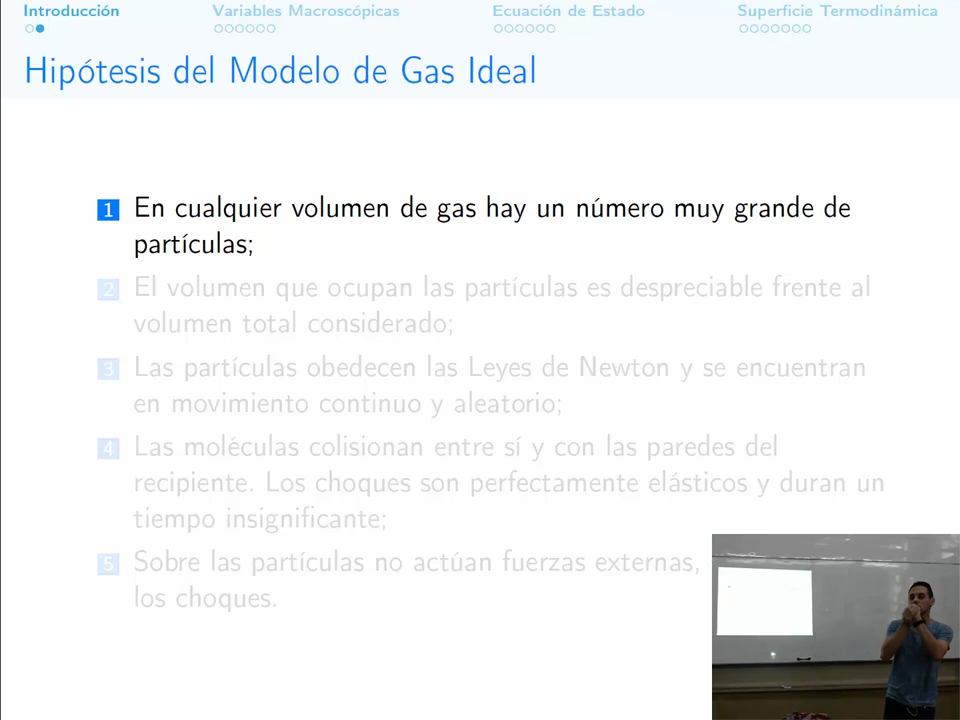 Introducción
Variables Macroscópicas
Ecuación de Estado
Superficie Termodinámica
Hipótesis del Modelo de Gas Ideal
1 En cualquier volumen de gas hay un número muy grande de
partículas;
2 El volumen que ocupan las partículas es despreciable frente al
volumen total considerado;
3 Las partículas obedecen las Leyes de Newton y se encuentran
en movimiento continuo y aleatorio;
4 Las moléculas colisionan entre sí y con las paredes del
recipiente. Los choques son perfectamente elásticos y duran un
tiempo insignificante;
5 Sobre las partículas no actúan fuerzas externas,
los choques.